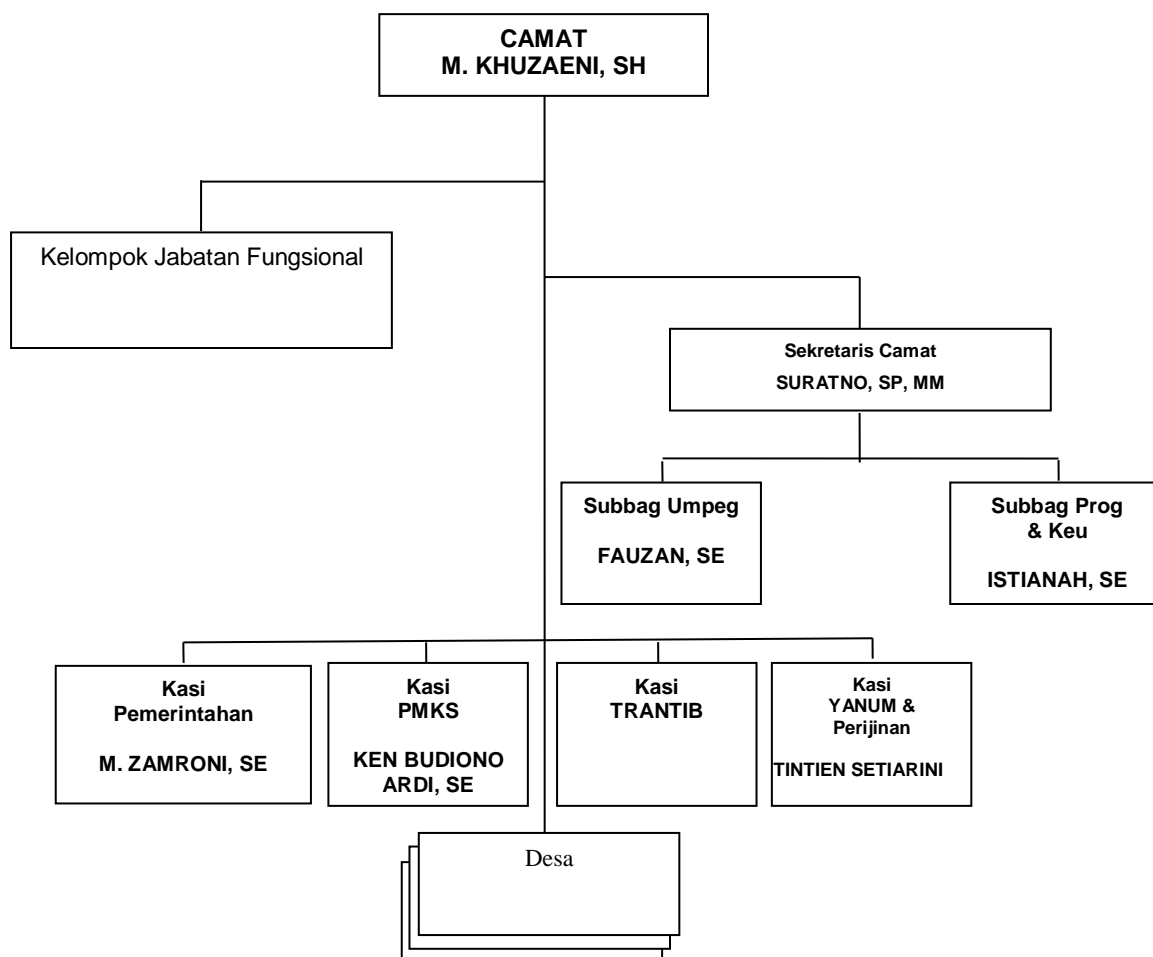 CAMAT
M. KHUZAENI, SH
Kelompok Jabatan Fungsional
Sekretaris Camat
SURATNO, SP, MM
Subbag Umpeg
FAUZAN, SE
Subbag Prog
& Keu
ISTIANAH, SE
Kasi
Pemerintahan
M. ZAMRONI, SE
Kasi
PMKS
KEN BUDIONO
ARDI, SE
Kasi
TRANTIB
Kasi
YANUM &
Perijinan
TINTIEN SETIARINI
Desa